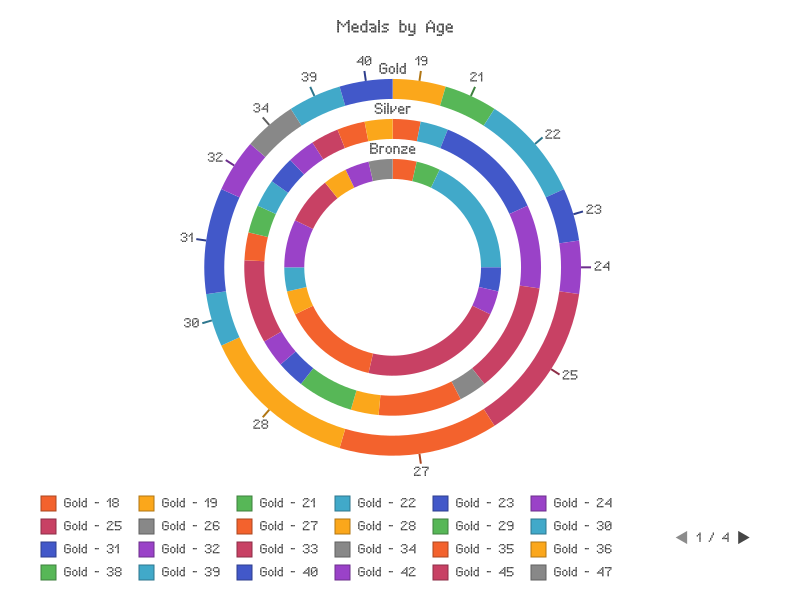 Medals by Age
40 Gold 19
39 21
Silver
34
22
Bronze
32
23
31
24
30
25
28
27
Gold - 18 Gold - 19 Gold - 21 Gold - 22 Gold - 23 Gold - 24
Gold - 25 Gold - 26 Gold - 27 Gold - 28 Gold - 29 Gold - 30
Gold - 31 Gold - 32 Gold - 33 Gold - 34 Gold - 35 Gold - 36
Gold - 38 Gold - 39 Gold - 40 Gold - 42 Gold - 45 Gold - 47
1 / 4